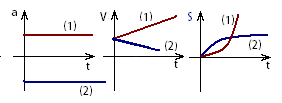 a (1) (2) t
V (1) (2) t
S (1) (2) t